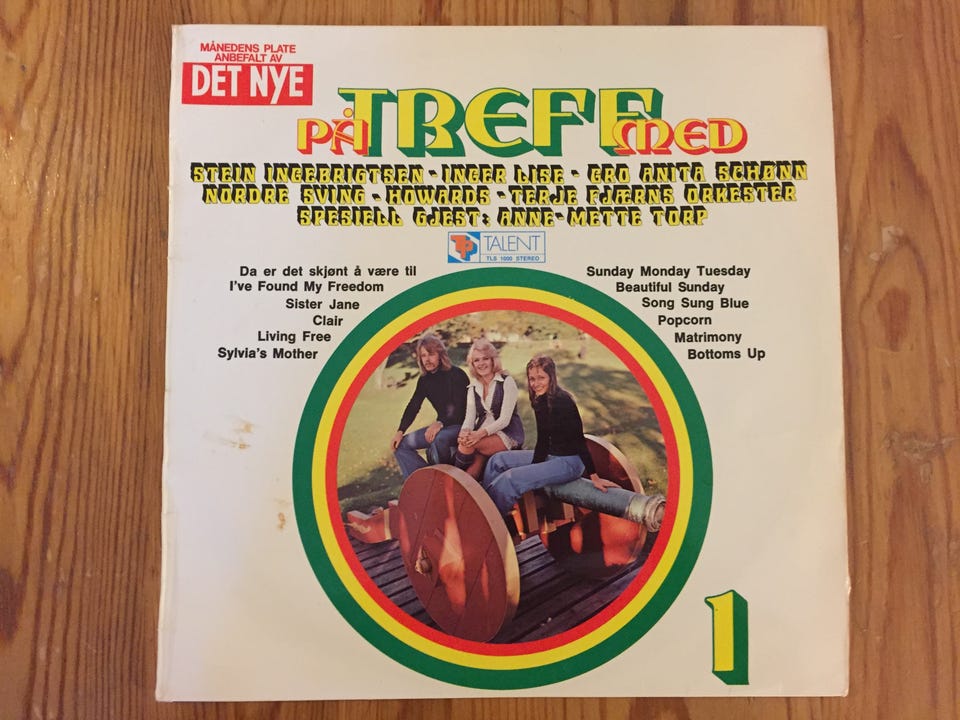 MÅNEDENS PLATE
ANBEFALT AV
DET NYE
PÅ TREFF MED
STEIN INGEBRIGTSEN - INGER LISE - GRO ANITA SCHØNN
NORDRE SVING - HOWARDS - TERJE FJÆRNS ORKESTER
SPESIELL GJEST: ANNE-METTE TORP
TALENT
TLS 1000 STEREO
Da er det skjønt å være til
I've Found My Freedom
Sister Jane
Clair
Living Free
Sylvia's Mother
Sunday Monday Tuesday
Beautiful Sunday
Song Sung Blue
Popcorn
Matrimony
Bottoms Up
1